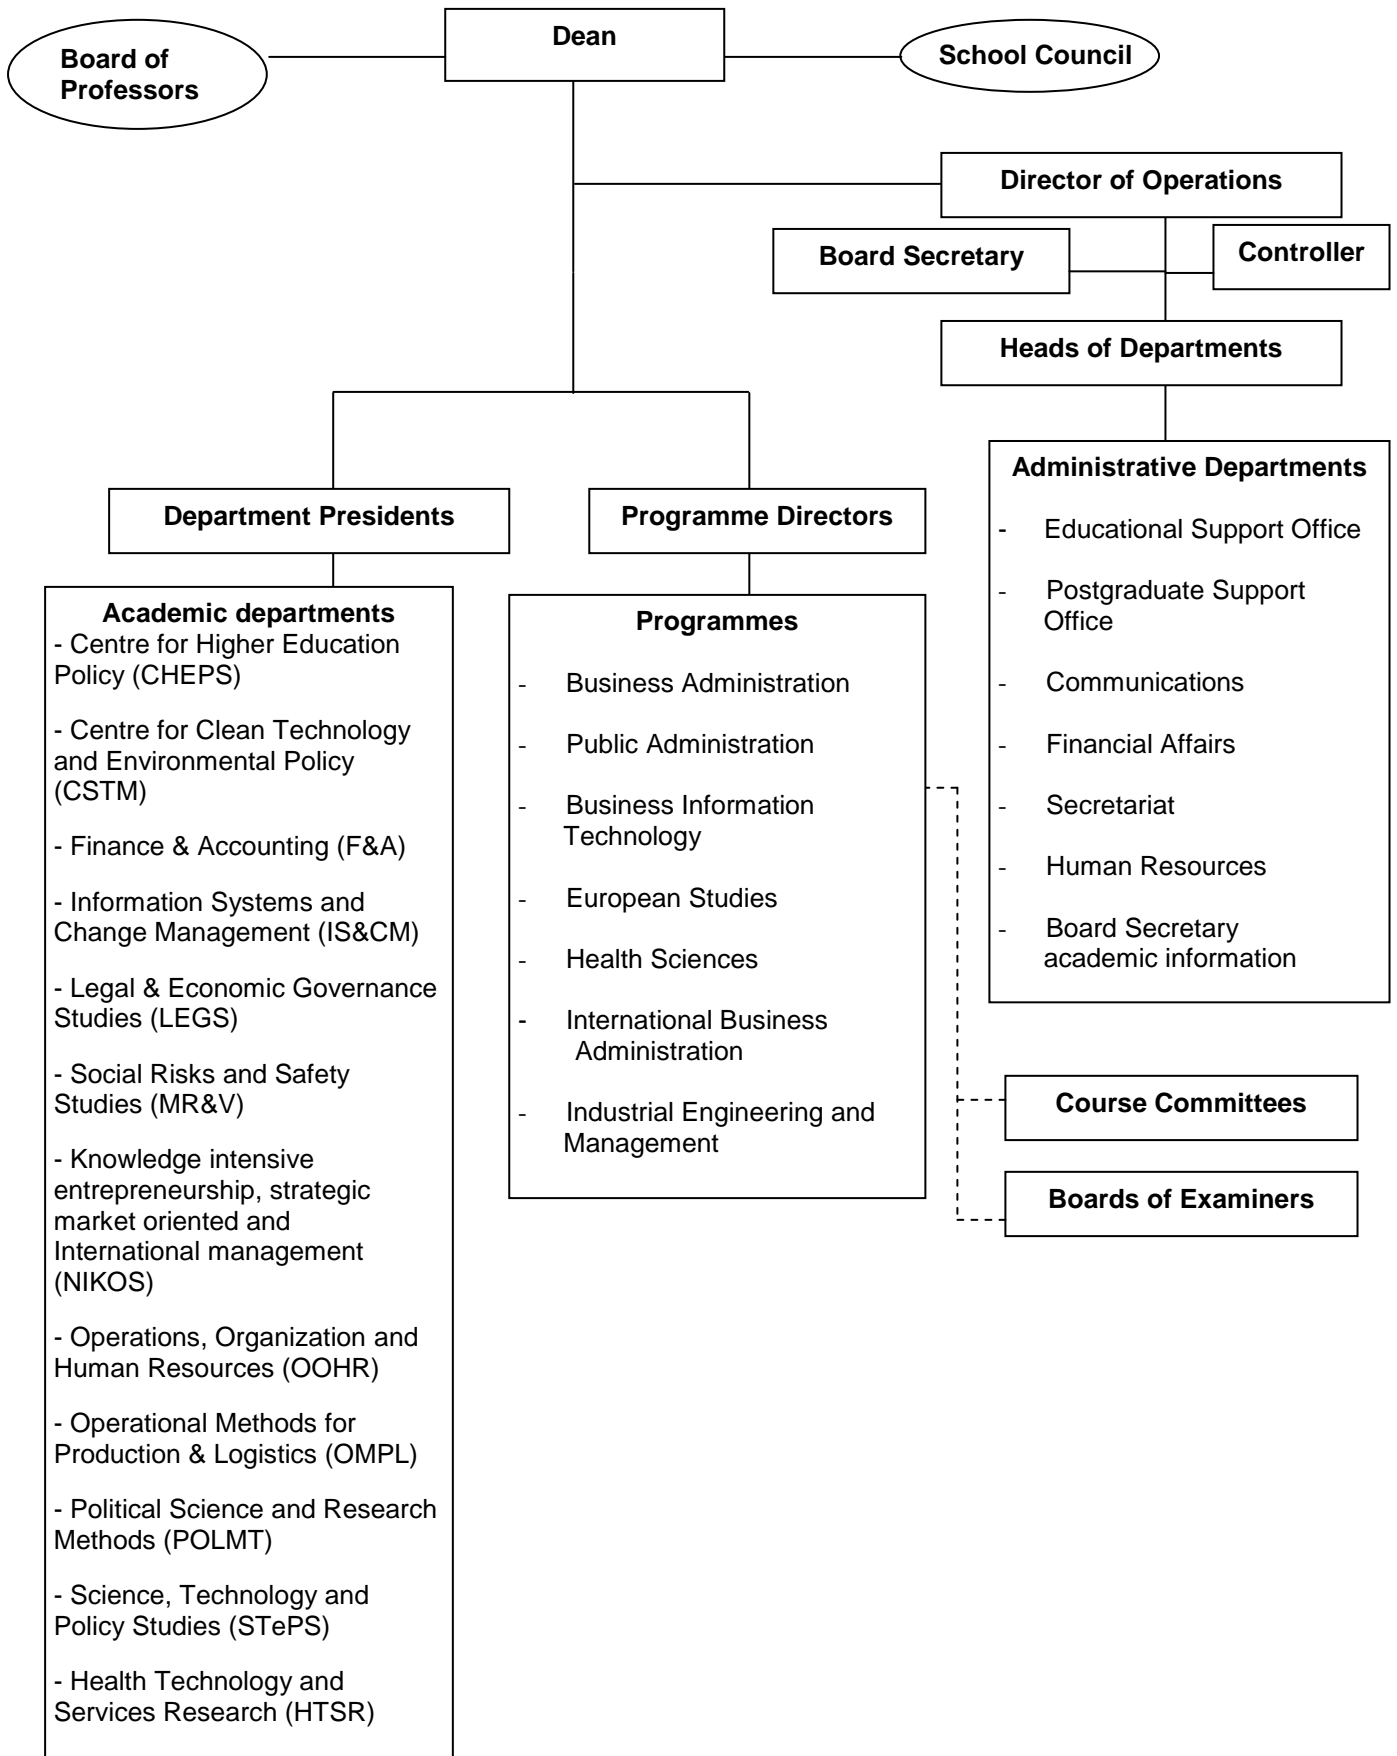 Dean
Board of
Professors
School Council
Director of Operations
Board Secretary
Controller
Heads of Departments
Department Presidents
Programme Directors
Academic departments
- Centre for Higher Education
Policy (CHEPS)
- Centre for Clean Technology
and Environmental Policy
(CSTM)
- Finance & Accounting (F&A)
- Information Systems and
Change Management (IS&CM)
- Legal & Economic Governance
Studies (LEGS)
- Social Risks and Safety
Studies (MR&V)
- Knowledge intensive
entrepreneurship, strategic
market oriented and
International management
(NIKOS)
- Operations, Organization and
Human Resources (OOHR)
- Operational Methods for
Production & Logistics (OMPL)
- Political Science and Research
Methods (POLMT)
- Science, Technology and
Policy Studies (STePS)
- Health Technology and
Services Research (HTSR)
Programmes
- Business Administration
- Public Administration
- Business Information
Technology
- European Studies
- Health Sciences
- International Business
Administration
- Industrial Engineering and
Management
Administrative Departments
- Educational Support Office
- Postgraduate Support
Office
- Communications
- Financial Affairs
- Secretariat
- Human Resources
- Board Secretary
academic information
Course Committees
Boards of Examiners